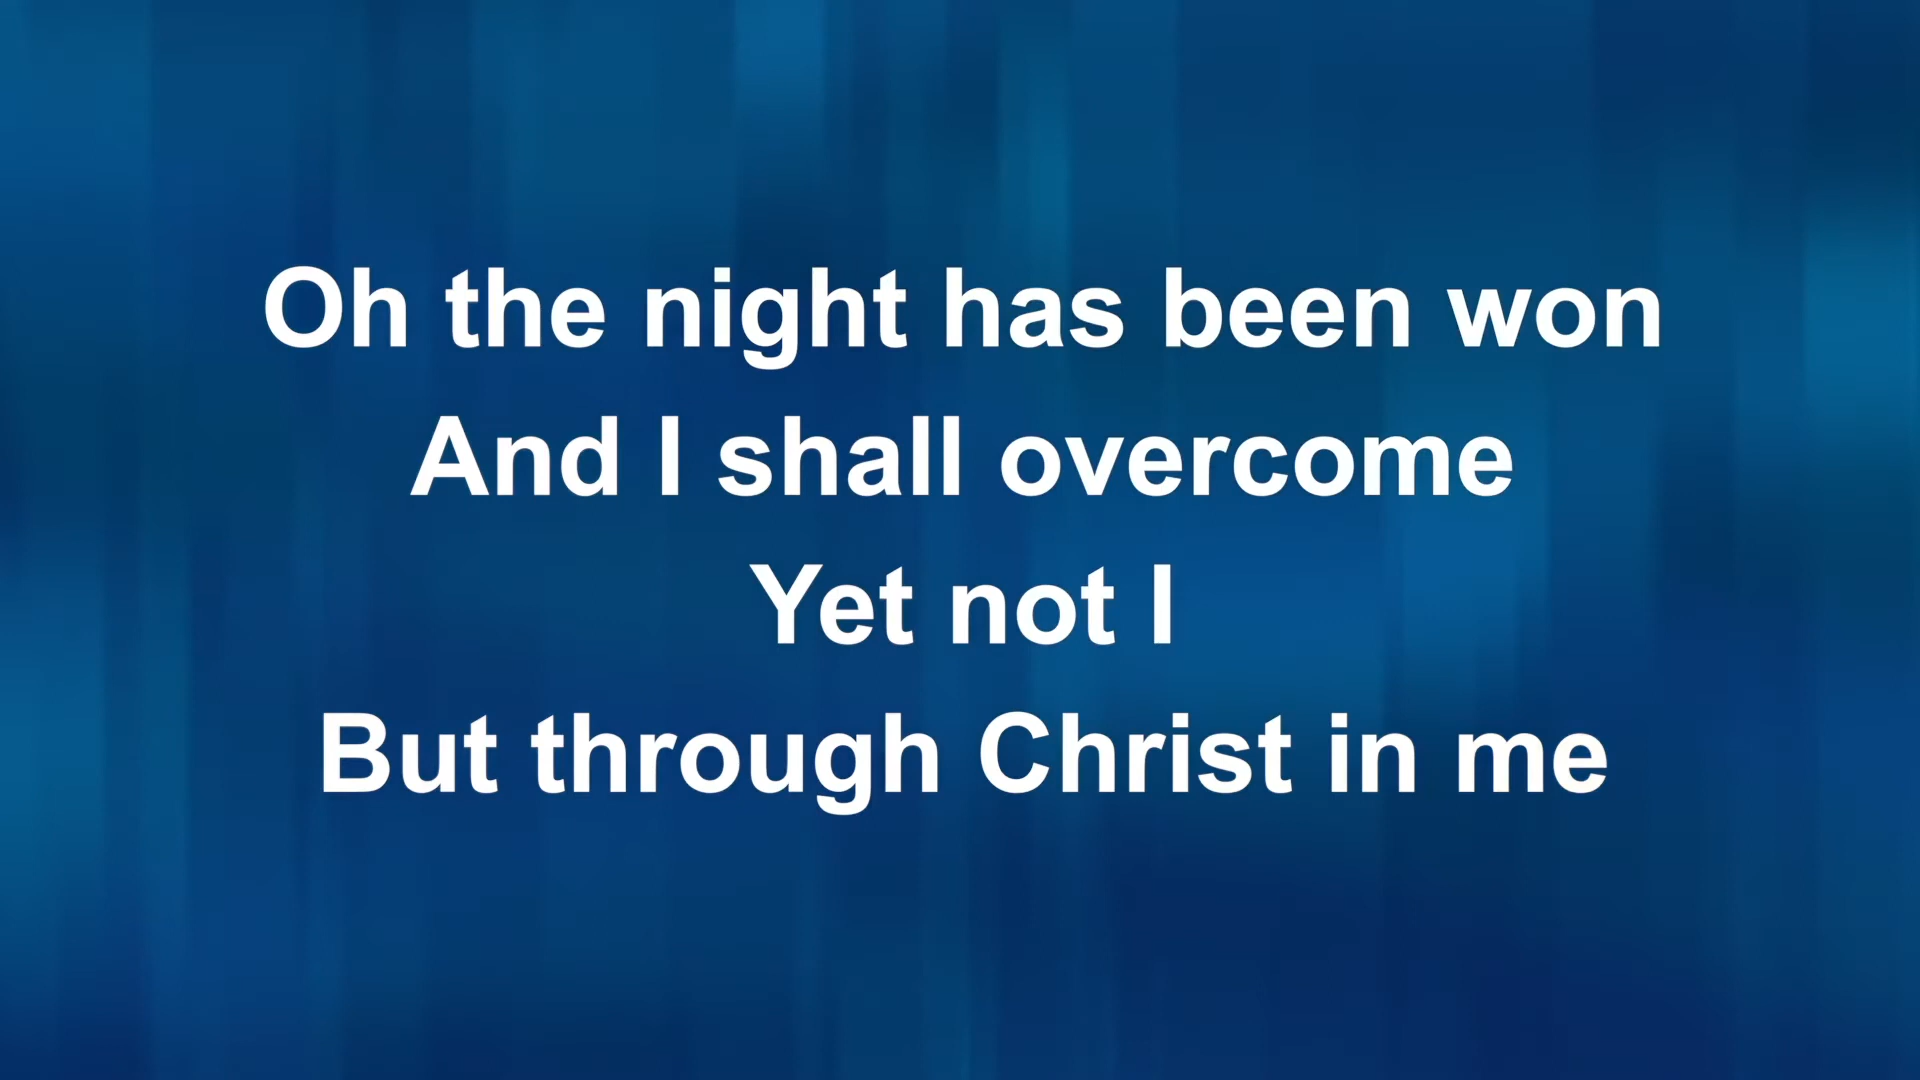 Oh the night has been won
And I shall overcome
Yet not I
But through Christ in me